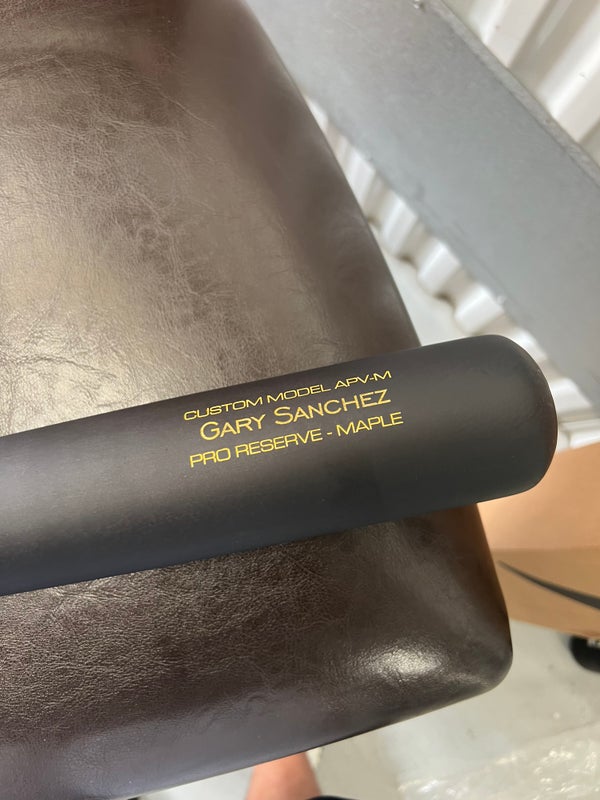 CUSTOM MODEL APV-M
GARY SANCHEZ
PRO RESERVE - MAPLE